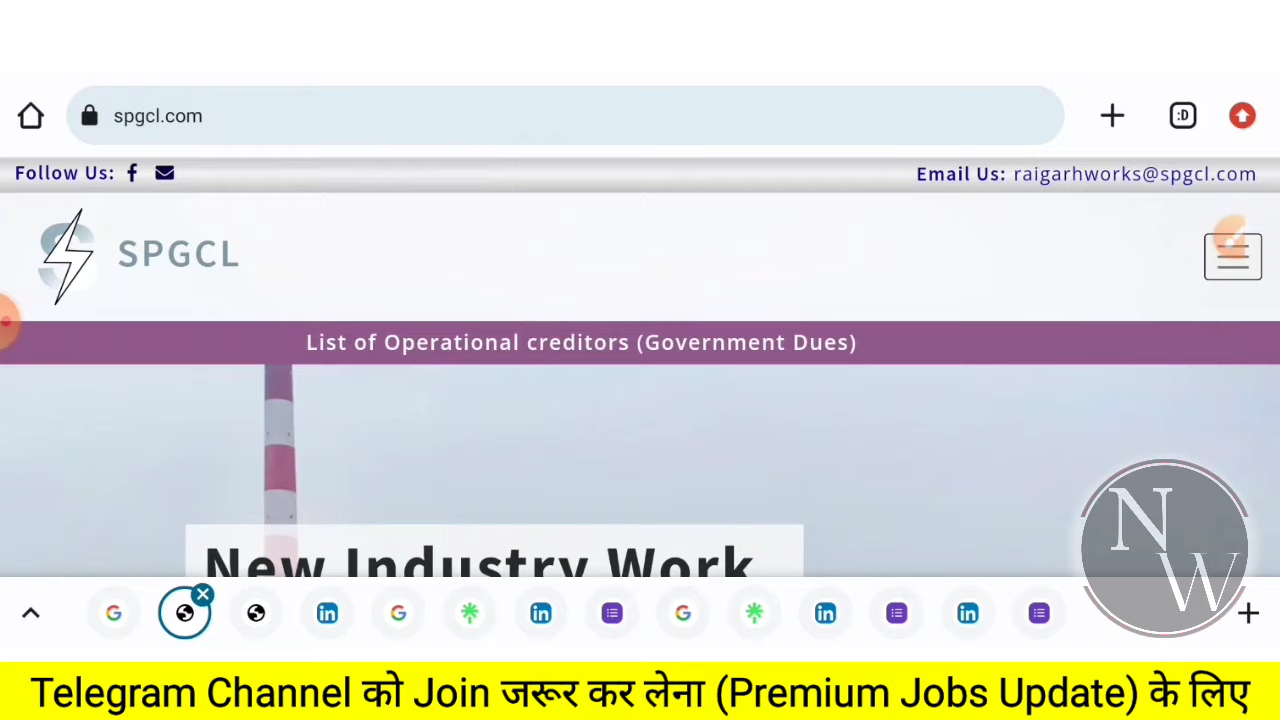 spgcl.com
:D
Follow Us:
Email Us: raigarhworks@spgcl.com
SPGCL
List of Operational creditors (Government Dues)
New Industry Work
NW
Telegram Channel को Join जरूर कर लेना (Premium Jobs Update) के लिए